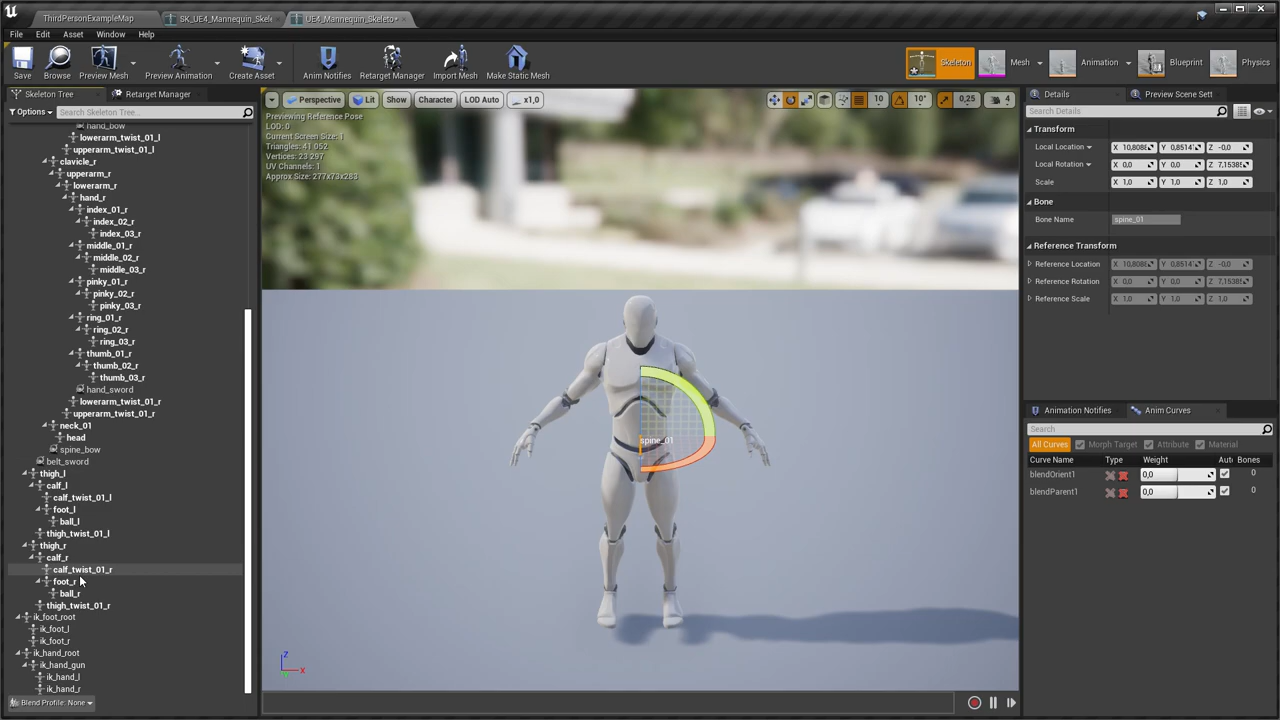 ThirdPersonExampleMap
SK_UE4_Mannequin_Skele
UE4_Mannequin_Skeleto*
File Edit Asset Window Help
Save
Browse
Preview Mesh
Preview Animation
Create Asset
Anim Notifies
Retarget Manager
Import Mesh
Make Static Mesh
Skeleton
Mesh
Animation
Blueprint
Physics
Skeleton Tree
Retarget Manager
Options
Search Skeleton Tree...
hand_bow
lowerarm_twist_01_l
upperarm_twist_01_l
clavicle_r
upperarm_r
lowerarm_r
hand_r
index_01_r
index_02_r
index_03_r
middle_01_r
middle_02_r
middle_03_r
pinky_01_r
pinky_02_r
pinky_03_r
ring_01_r
ring_02_r
ring_03_r
thumb_01_r
thumb_02_r
thumb_03_r
hand_sword
lowerarm_twist_01_r
upperarm_twist_01_r
neck_01
head
spine_bow
belt_sword
thigh_l
calf_l
calf_twist_01_l
foot_l
ball_l
thigh_twist_01_l
thigh_r
calf_r
calf_twist_01_r
foot_r
ball_r
thigh_twist_01_r
ik_foot_root
ik_foot_l
ik_foot_r
ik_hand_root
ik_hand_gun
ik_hand_l
ik_hand_r
Blend Profile: None
Perspective
Lit
Show
Character
LOD Auto
x1,0
10
10°
0,25
4
Previewing Reference Pose
LOD: 0
Current Screen Size: 1
Triangles: 41 052
Vertices: 23 297
UV Channels: 1
Approx Size: 277x73x283
spine_01
Z
X
Y
Details
Preview Scene Sett
Search Details
Transform
Local Location X 10,808 Y 0,8514 Z -0,0
Local Rotation X 0,0 Y 0,0 Z 7,1538
Scale X 1,0 Y 1,0 Z 1,0
Bone
Bone Name spine_01
Reference Transform
Reference Location X 10,808 Y 0,8514 Z -0,0
Reference Rotation X 0,0 Y 0,0 Z 7,1538
Reference Scale X 1,0 Y 1,0 Z 1,0
Animation Notifies
Anim Curves
Search
All Curves Morph Target Attribute Material
Curve Name Type Weight Aut Bones
blendOrient1 0,0 0
blendParent1 0,0 0